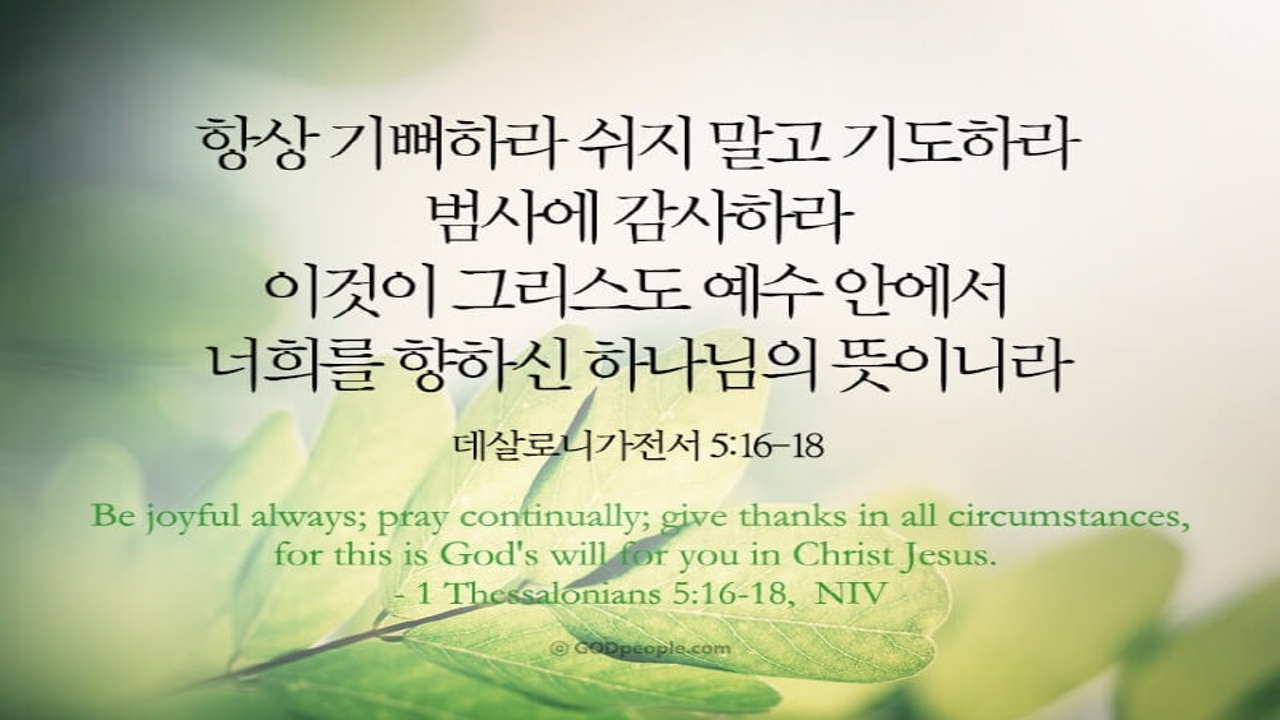 항상 기뻐하라 쉬지 말고 기도하라
범사에 감사하라
이것이 그리스도 예수 안에서
너희를 향하신 하나님의 뜻이니라
데살로니가전서 5:16-18
Be joyful always; pray continually; give thanks in all circumstances,
for this is God's will for you in Christ Jesus.
- 1 Thessalonians 5:16-18, NIV
© GODpeople.com